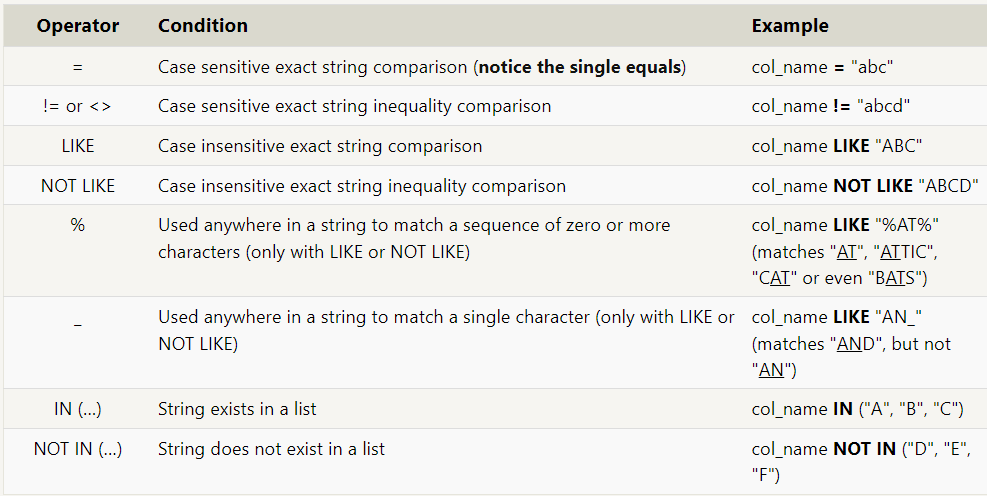 Operator Condition Example
= Case sensitive exact string comparison (notice the single equals) col_name = "abc"
!= or <> Case sensitive exact string inequality comparison col_name != "abcd"
LIKE Case insensitive exact string comparison col_name LIKE "ABC"
NOT LIKE Case insensitive exact string inequality comparison col_name NOT LIKE "ABCD"
% Used anywhere in a string to match a sequence of zero or more col_name LIKE "%AT%"
characters (only with LIKE or NOT LIKE) (matches "AT", "ATTIC",
"CAT" or even "BATS")
_ Used anywhere in a string to match a single character (only with LIKE or col_name LIKE "AN_"
NOT LIKE) (matches "AND", but not
"AN")
IN (...) String exists in a list col_name IN ("A", "B", "C")
NOT IN (...) String does not exist in a list col_name NOT IN ("D", "E",
"F")